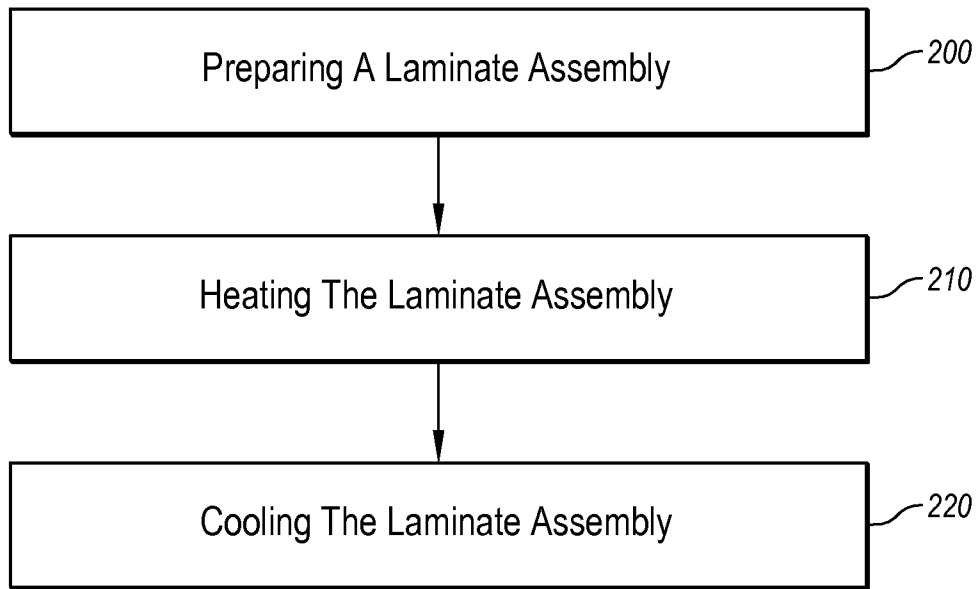 Preparing A Laminate Assembly
200
Heating The Laminate Assembly
210
Cooling The Laminate Assembly
220